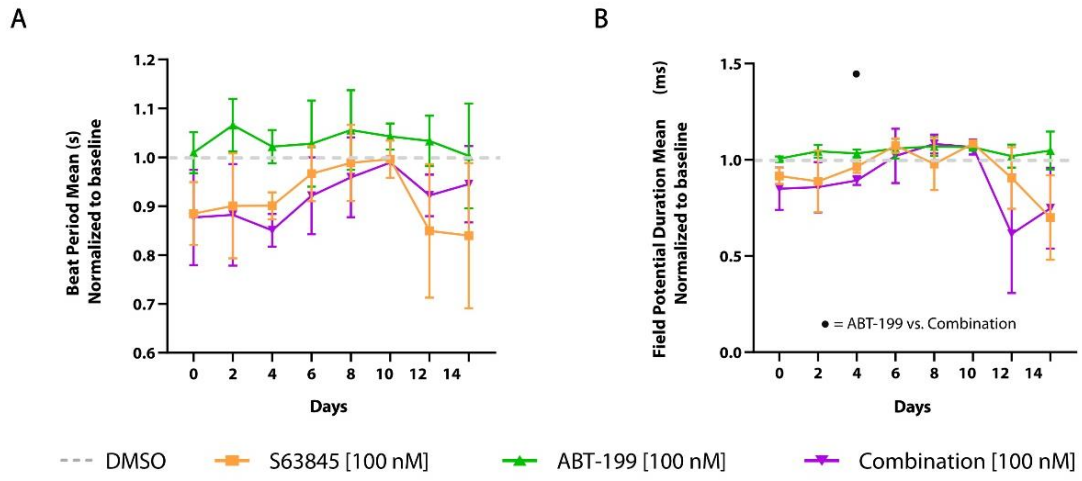 A
B
1.2
1.1
1.0
0.9
0.8
0.7
0.6
Beat Period Mean (s)
Normalized to baseline
0 2 4 6 8 10 12 14
Days
1.5
1.0
0.5
0.0
Field Potential Duration Mean (ms)
Normalized to baseline
● = ABT-199 vs. Combination
0 2 4 6 8 10 12 14
Days
DMSO
S63845 [100 nM]
ABT-199 [100 nM]
Combination [100 nM]